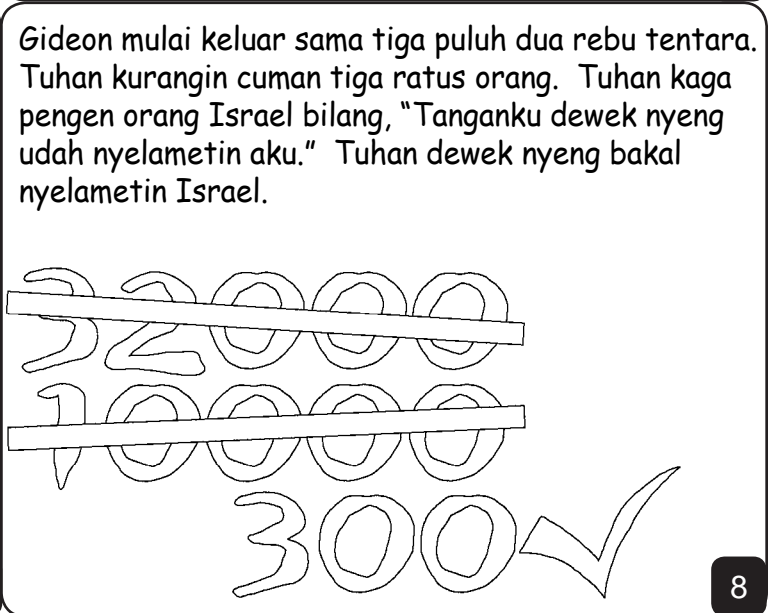 Gideon mulai keluar sama tiga puluh dua rebu tentara.
Tuhan kurangin cuman tiga ratus orang.  Tuhan kaga
pengen orang Israel bilang, “Tanganku dewek nyeng
udah nyelametin aku.”  Tuhan dewek nyeng bakal
nyelametin Israel.
32000
10000
300
8